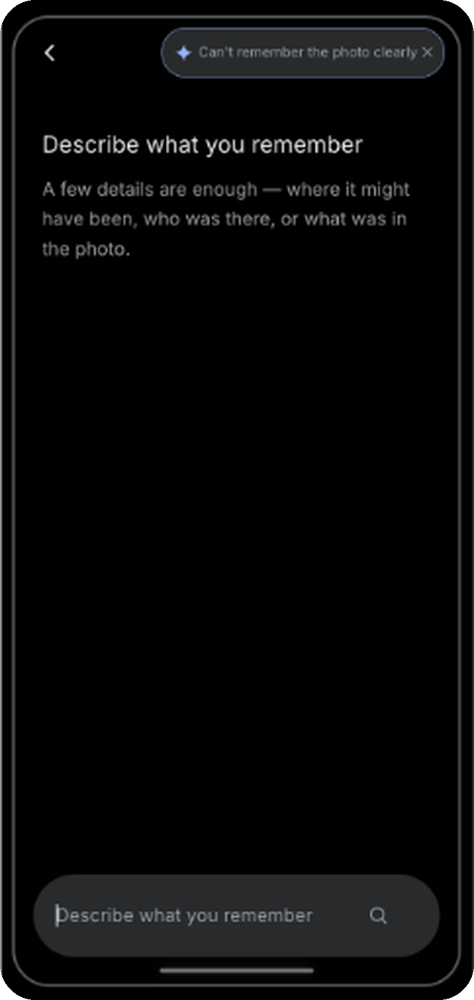 Can't remember the photo clearly
Describe what you remember
A few details are enough — where it might
have been, who was there, or what was in
the photo.
Describe what you remember